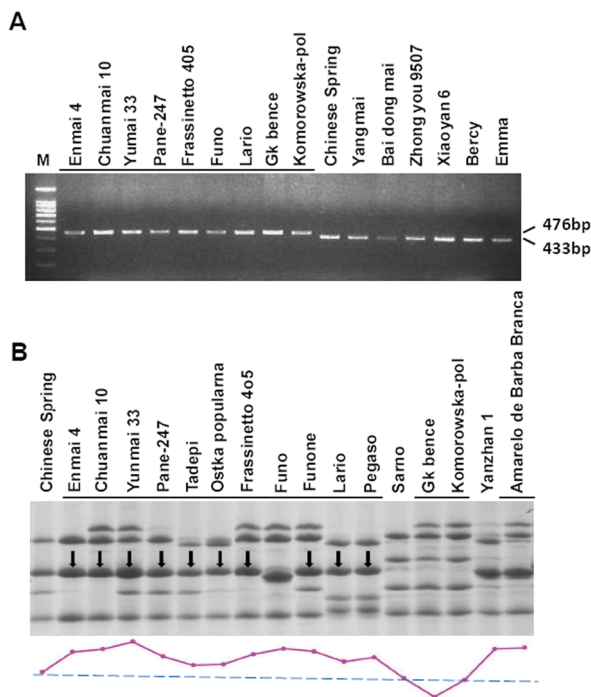 A
M
Enmai 4
Chuanmai 10
Yumai 33
Pane-247
Frassinetto 405
Funo
Lario
Gk bence
Komorowska-pol
Chinese Spring
Yangmai
Bai dong mai
Zhong you 9507
Xiao yan 6
Bercy
Emma
476bp
433bp
B
Chinese Spring
Enmai 4
Chuanmai 10
Yunmai 33
Pane-247
Tadepi
Ostka popularna
Frassinetto 4o5
Funo
Funone
Lario
Pegaso
Sarno
Gk bence
Komorowska-pol
Yanzhan 1
Amarelo de Barba Branca